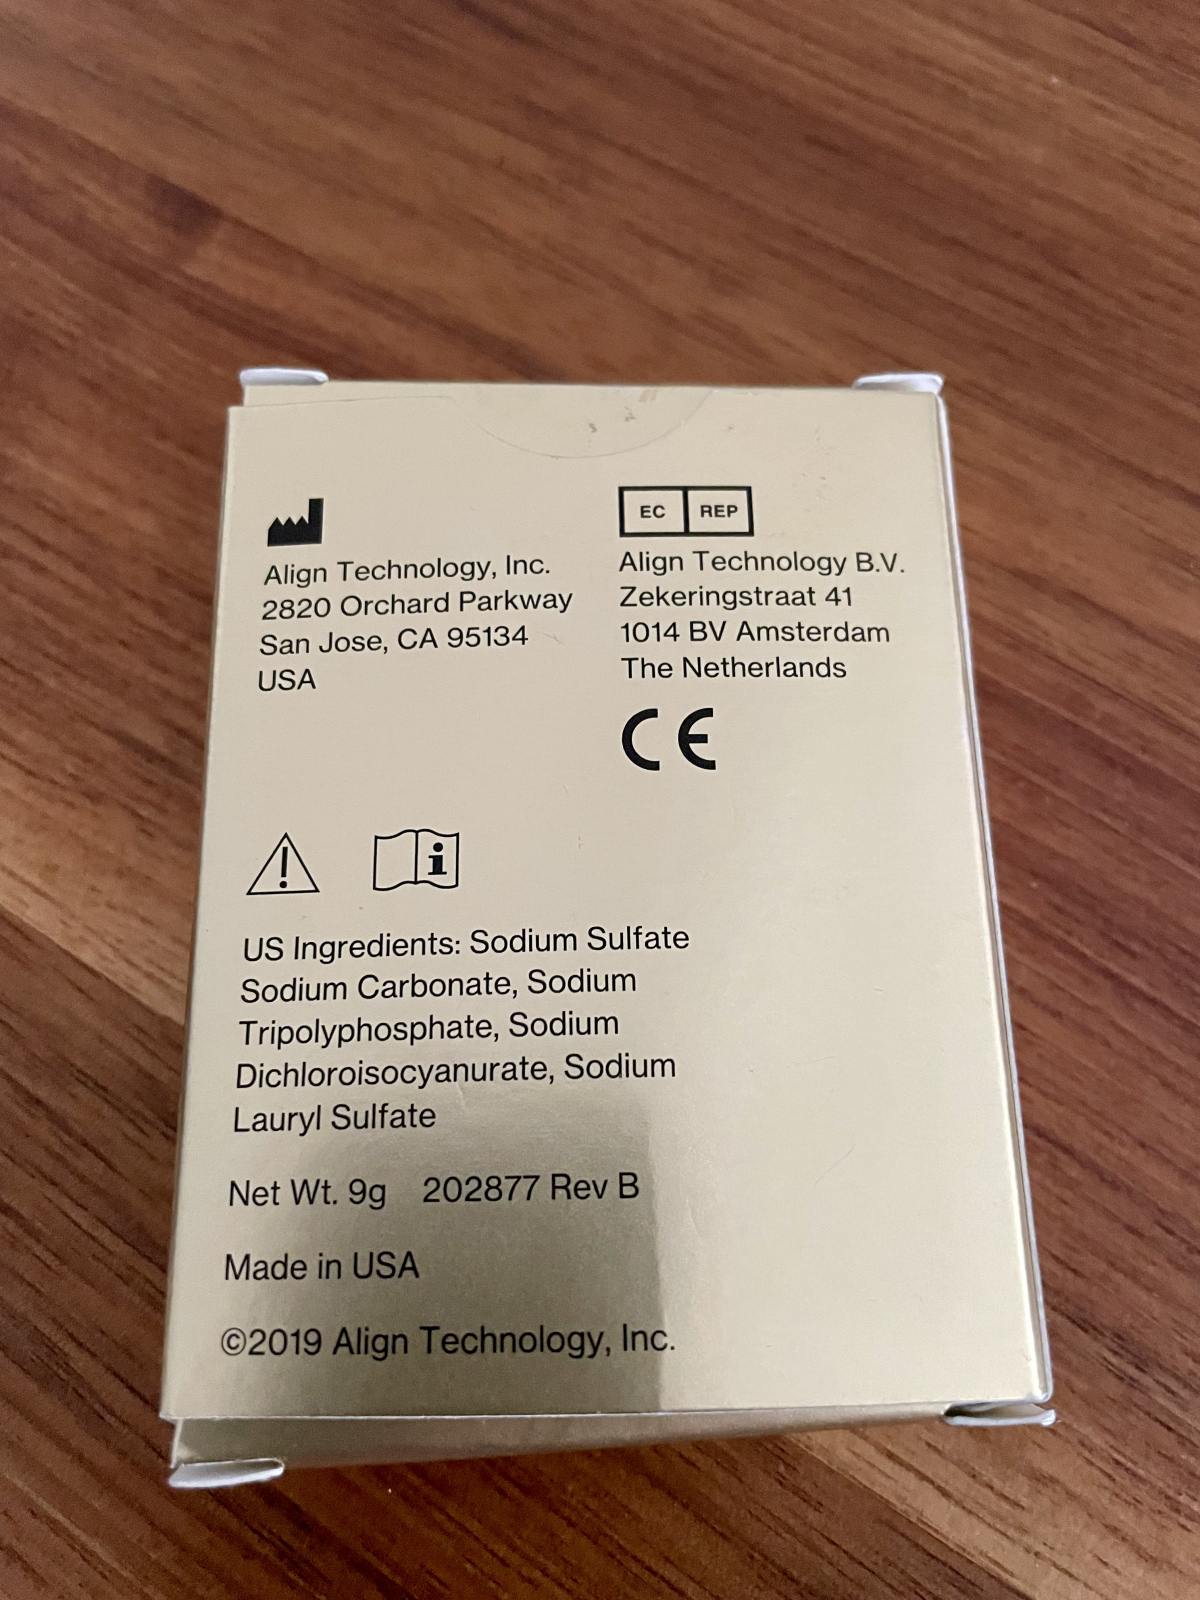 Align Technology, Inc.
2820 Orchard Parkway
San Jose, CA 95134
USA
EC REP
Align Technology B.V.
Zekeringstraat 41
1014 BV Amsterdam
The Netherlands
CE
US Ingredients: Sodium Sulfate
Sodium Carbonate, Sodium
Tripolyphosphate, Sodium
Dichloroisocyanurate, Sodium
Lauryl Sulfate
Net Wt. 9g 202877 Rev B
Made in USA
©2019 Align Technology, Inc.